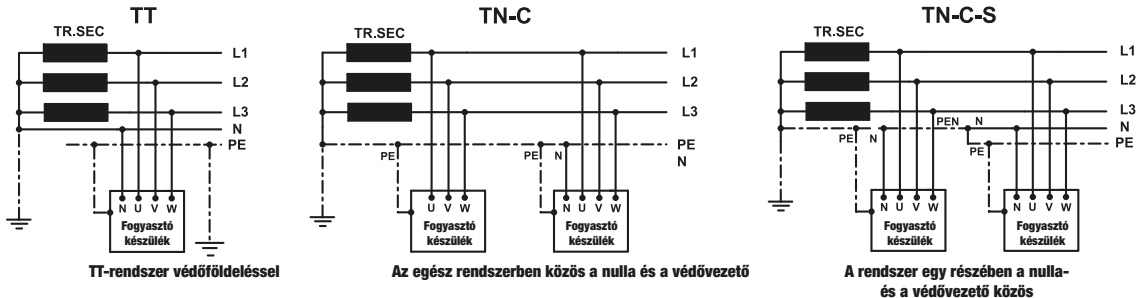 TT
TR.SEC
L1
L2
L3
N
PE
N U V W
Fogyasztó
készülék
TT-rendszer védőföldeléssel
TN-C
TR.SEC
L1
L2
L3
PE
N
PE
PE N
U V W
Fogyasztó
készülék
N U V W
Fogyasztó
készülék
Az egész rendszerben közös a nulla és a védővezető
TN-C-S
TR.SEC
L1
L2
L3
PEN N
N
PE N
PE
PE
N U V W
Fogyasztó
készülék
N U V W
Fogyasztó
készülék
A rendszer egy részében a nulla-
és a védővezető közös